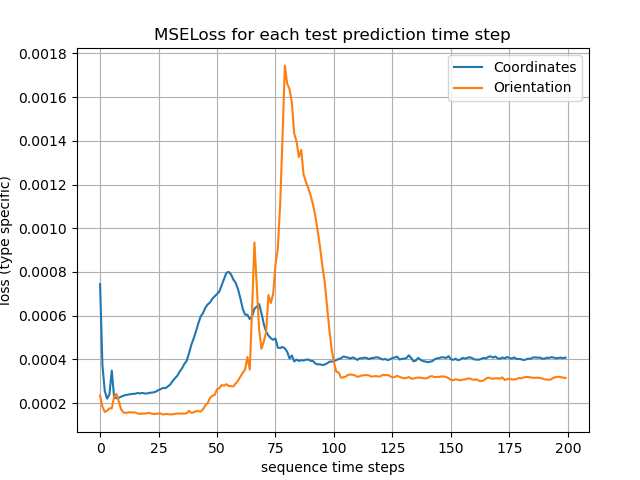 MSELoss for each test prediction time step
Coordinates
Orientation
loss (type specific)
0.0018
0.0016
0.0014
0.0012
0.0010
0.0008
0.0006
0.0004
0.0002
0 25 50 75 100 125 150 175 200
sequence time steps